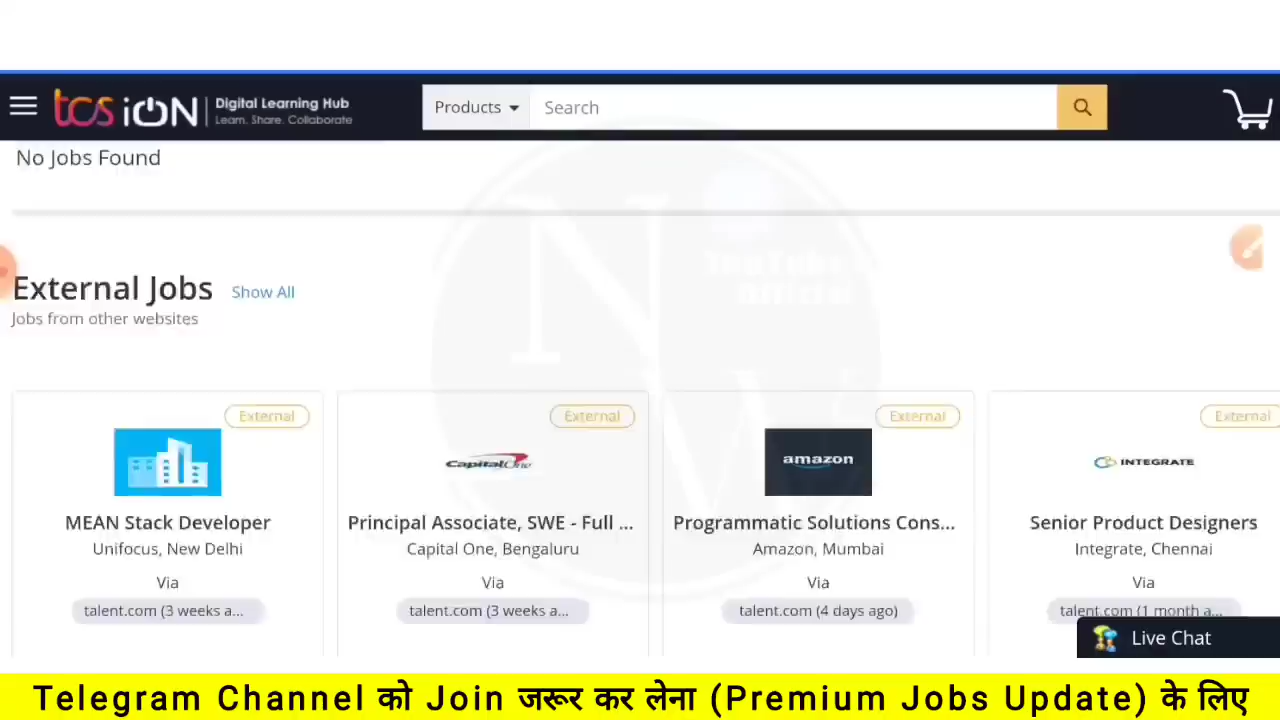 tcs iON
Digital Learning Hub
Learn. Share. Collaborate
Products
Search
No Jobs Found
External Jobs
Show All
Jobs from other websites
External
MEAN Stack Developer
Unifocus, New Delhi
Via
talent.com (3 weeks a...
External
CapitalOne
Principal Associate, SWE - Full ...
Capital One, Bengaluru
Via
talent.com (3 weeks a...
External
amazon
Programmatic Solutions Cons...
Amazon, Mumbai
Via
talent.com (4 days ago)
External
INTEGRATE
Senior Product Designers
Integrate, Chennai
Via
talent.com (1 month a...
Live Chat
Telegram Channel को Join जरूर कर लेना (Premium Jobs Update) के लिए